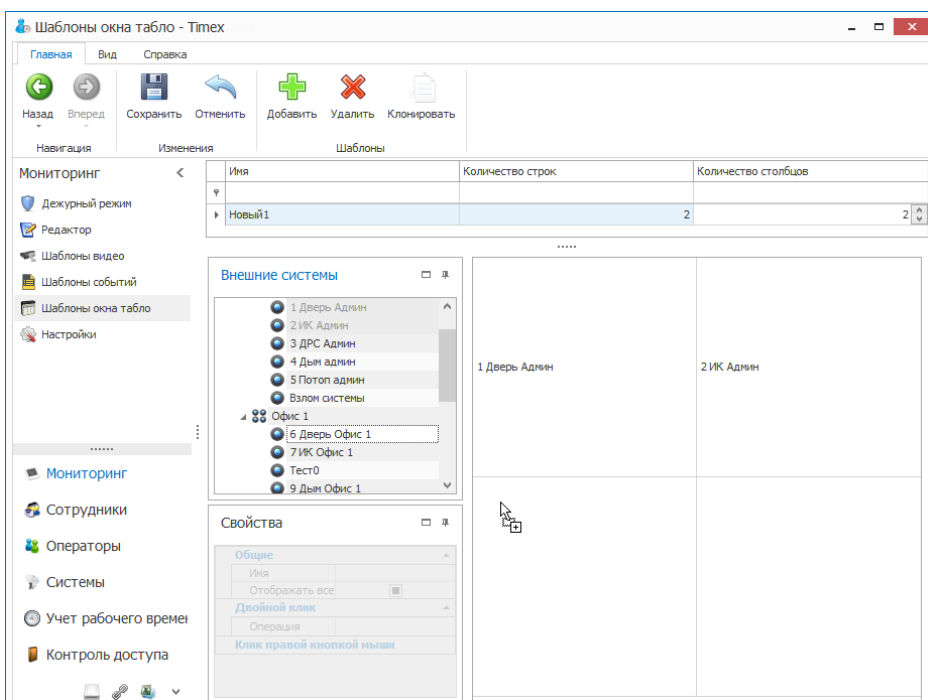 Шаблоны окна табло - Timex
Главная Вид Справка
Назад Вперед Сохранить Отменить Добавить Удалить Клонировать
Навигация Изменения Шаблоны
Мониторинг
Дежурный режим
Редактор
Шаблоны видео
Шаблоны событий
Шаблоны окна табло
Настройки
Мониторинг
Сотрудники
Операторы
Системы
Учет рабочего време
Контроль доступа
Имя Количество строк Количество столбцов
Новый1 2 2
Внешние системы
1 Дверь Админ
2 ИК Админ
3 ДРС Админ
4 Дым админ
5 Потоп админ
Взлом системы
Офис 1
6 Дверь Офис 1
7 ИК Офис 1
Тест0
9 Дым Офис 1
Свойства
Общие
Имя
Отображать все
Двойной клик
Операция
Клик правой кнопкой мыши
1 Дверь Админ 2 ИК Админ